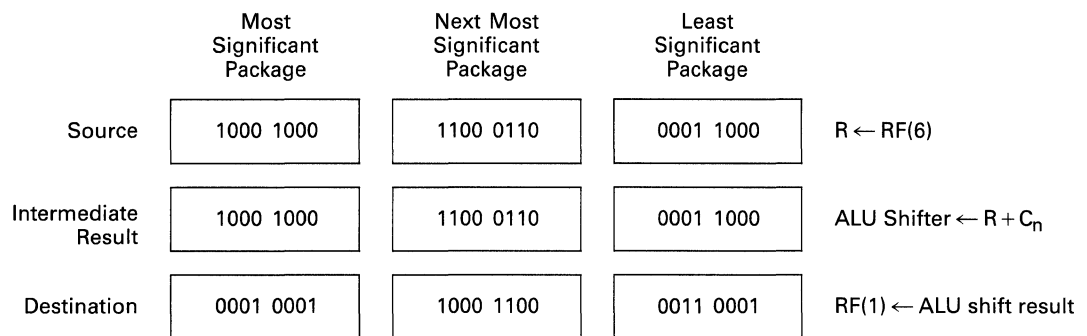 Most
Significant
Package
Next Most
Significant
Package
Least
Significant
Package
Source
1000 1000
1100 0110
0001 1000
R ← RF(6)
Intermediate
Result
1000 1000
1100 0110
0001 1000
ALU Shifter ← R + Cn
Destination
0001 0001
1000 1100
0011 0001
RF(1) ← ALU shift result